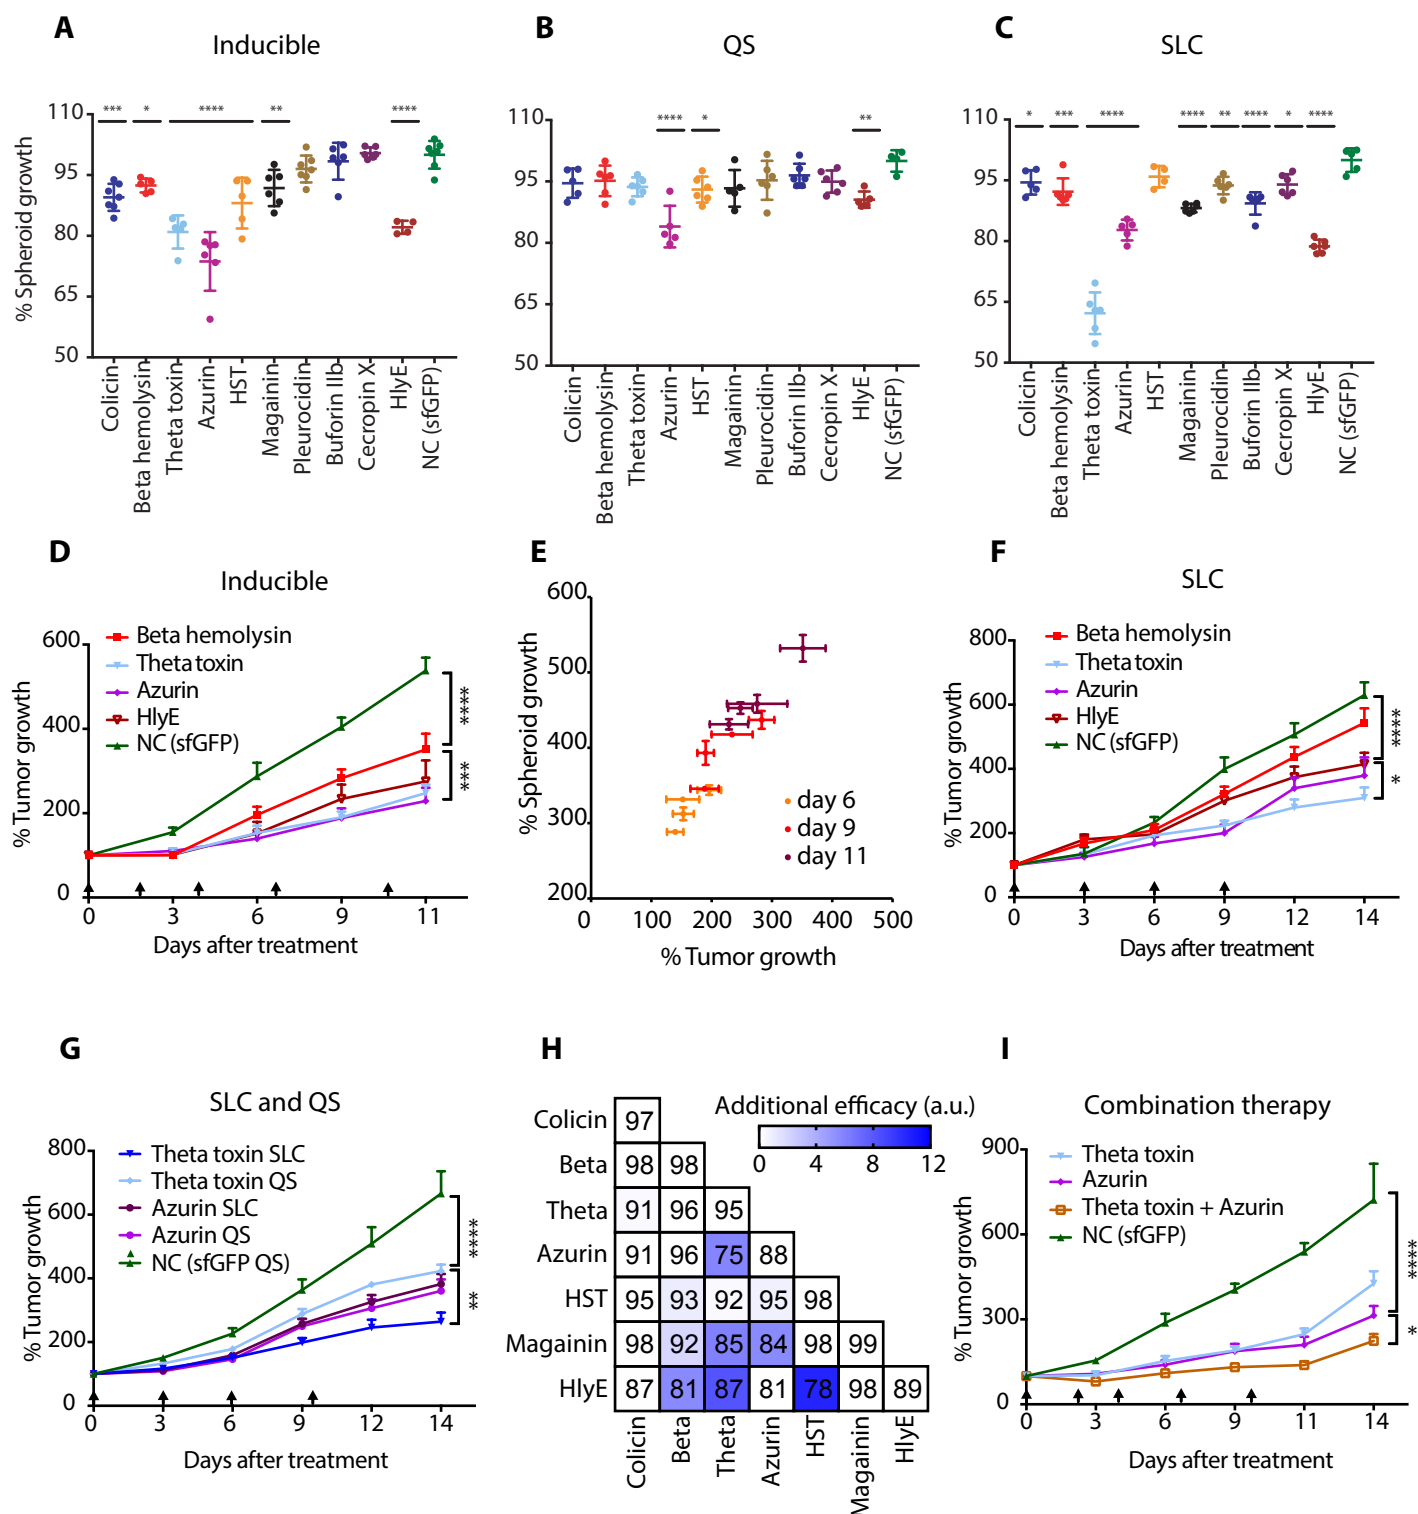 A
Inducible
*** * **** ** ****
% Spheroid growth
110
95
80
65
50
Colicin
Beta hemolysin
Theta toxin
Azurin
HST
Magainin
Pleurocidin
Buforin IIb
Cecropin X
HlyE
NC (sfGFP)
B
QS
**** * **
110
95
80
65
50
Colicin
Beta hemolysin
Theta toxin
Azurin
HST
Magainin
Pleurocidin
Buforin IIb
Cecropin X
HlyE
NC (sfGFP)
C
SLC
* *** **** **** ** **** * ****
110
95
80
65
50
Colicin
Beta hemolysin
Theta toxin
Azurin
HST
Magainin
Pleurocidin
Buforin IIb
Cecropin X
HlyE
NC (sfGFP)
D
Inducible
% Tumor growth
600
400
200
0
Beta hemolysin
Theta toxin
Azurin
HlyE
NC (sfGFP)
****
***
0 3 6 9 11
Days after treatment
E
% Spheroid growth
600
500
400
300
200
day 6
day 9
day 11
0 100 200 300 400 500
% Tumor growth
F
SLC
% Tumor growth
800
600
400
200
0
Beta hemolysin
Theta toxin
Azurin
HlyE
NC (sfGFP)
****
*
0 3 6 9 12 14
Days after treatment
G
SLC and QS
% Tumor growth
800
600
400
200
0
Theta toxin SLC
Theta toxin QS
Azurin SLC
Azurin QS
NC (sfGFP QS)
****
**
0 3 6 9 12 14
Days after treatment
H
Additional efficacy (a.u.)
0 4 8 12
Colicin 97
Beta 98 98
Theta 91 96 95
Azurin 91 96 75 88
HST 95 93 92 95 98
Magainin 98 92 85 84 98 99
HlyE 87 81 87 81 78 98 89
Colicin
Beta
Theta
Azurin
HST
Magainin
HlyE
I
Combination therapy
% Tumor growth
900
600
300
0
Theta toxin
Azurin
Theta toxin + Azurin
NC (sfGFP)
****
*
0 3 6 9 11 14
Days after treatment